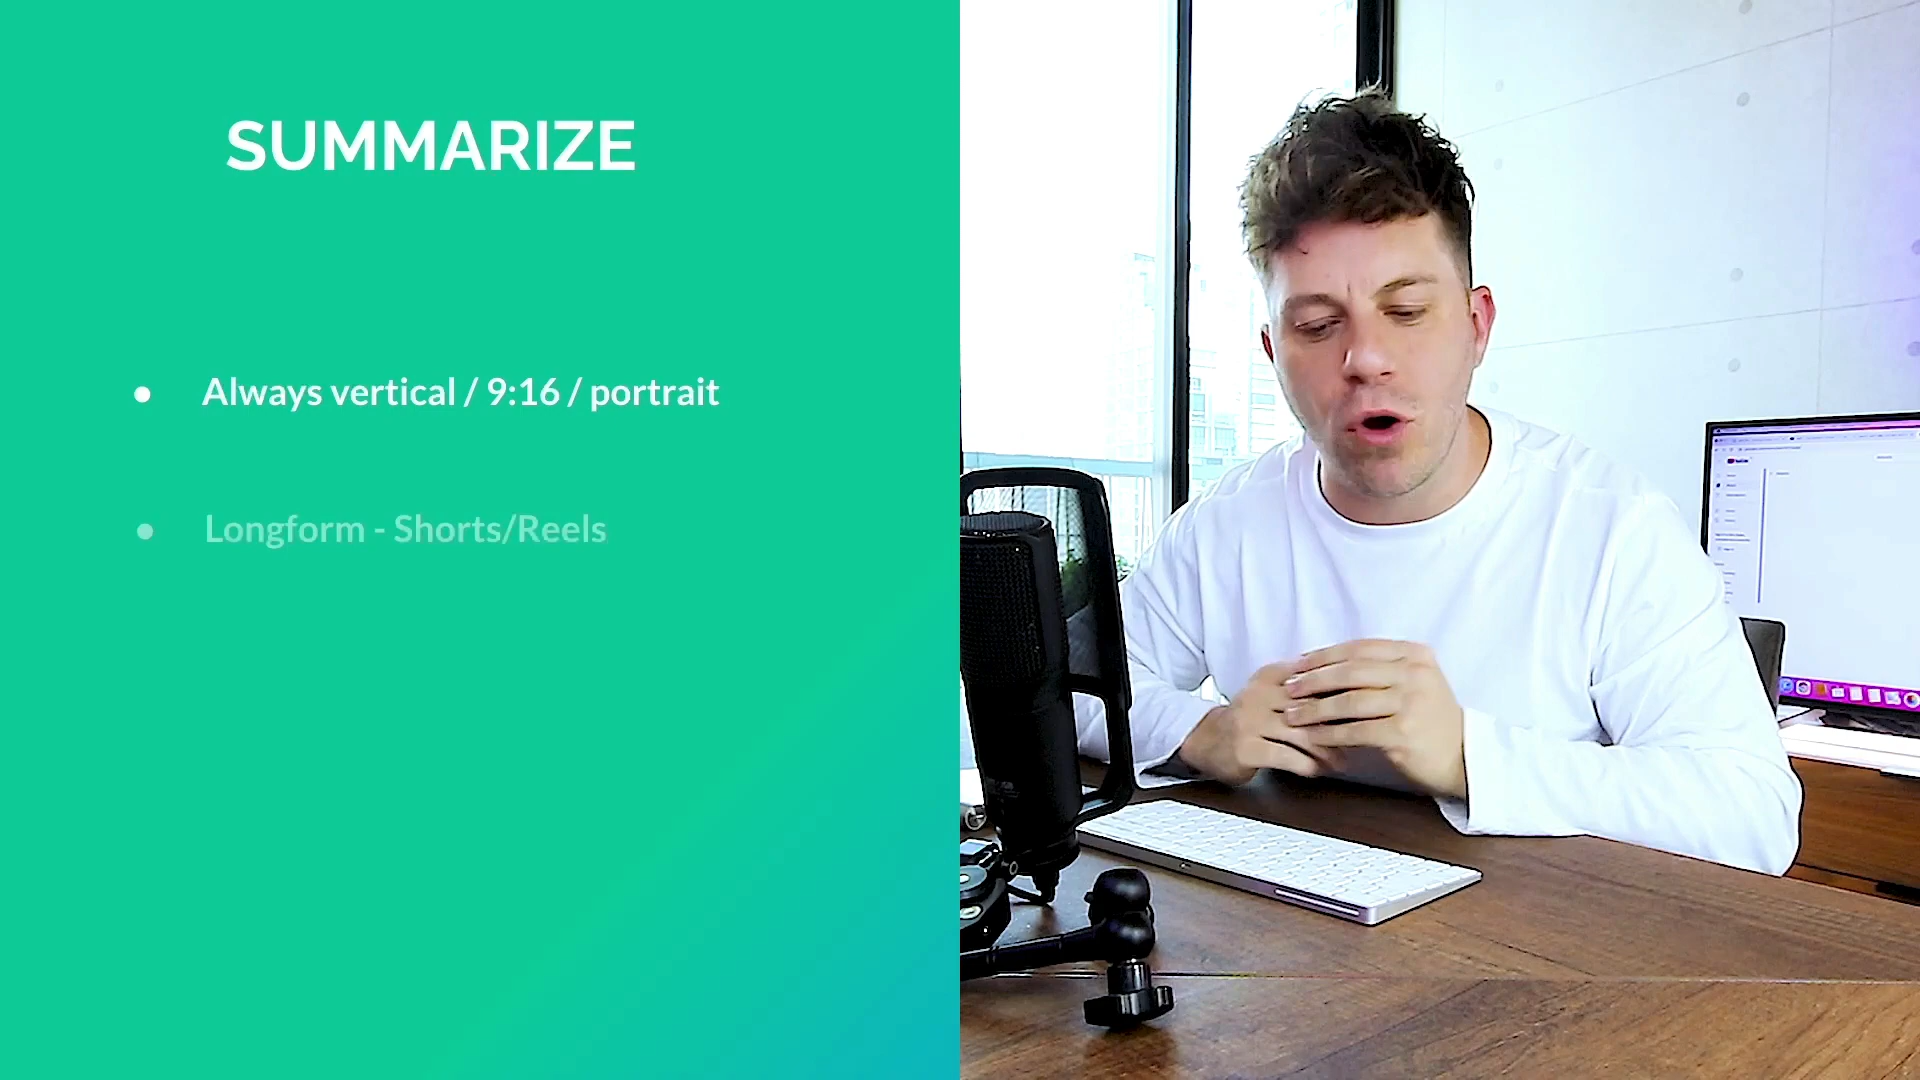 SUMMARIZE
● Always vertical / 9:16 / portrait
● Longform - Shorts/Reels